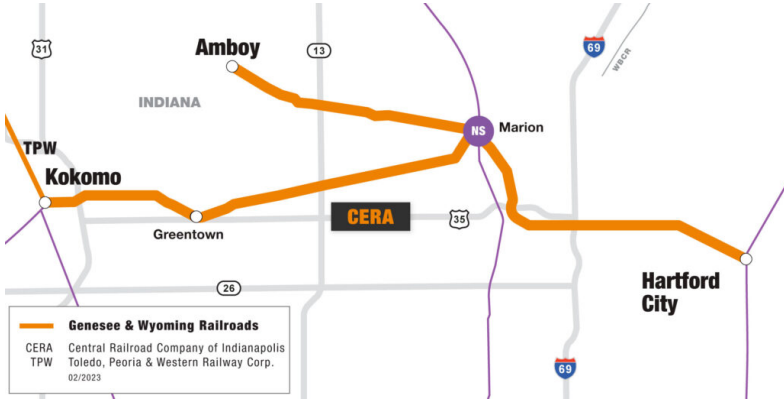 31
Amboy
13
69
WBCR
INDIANA
NS
Marion
TPW
Kokomo
Greentown
CERA
35
Hartford
City
26
Genesee & Wyoming Railroads
CERA Central Railroad Company of Indianapolis
TPW Toledo, Peoria & Western Railway Corp.
02/2023
69